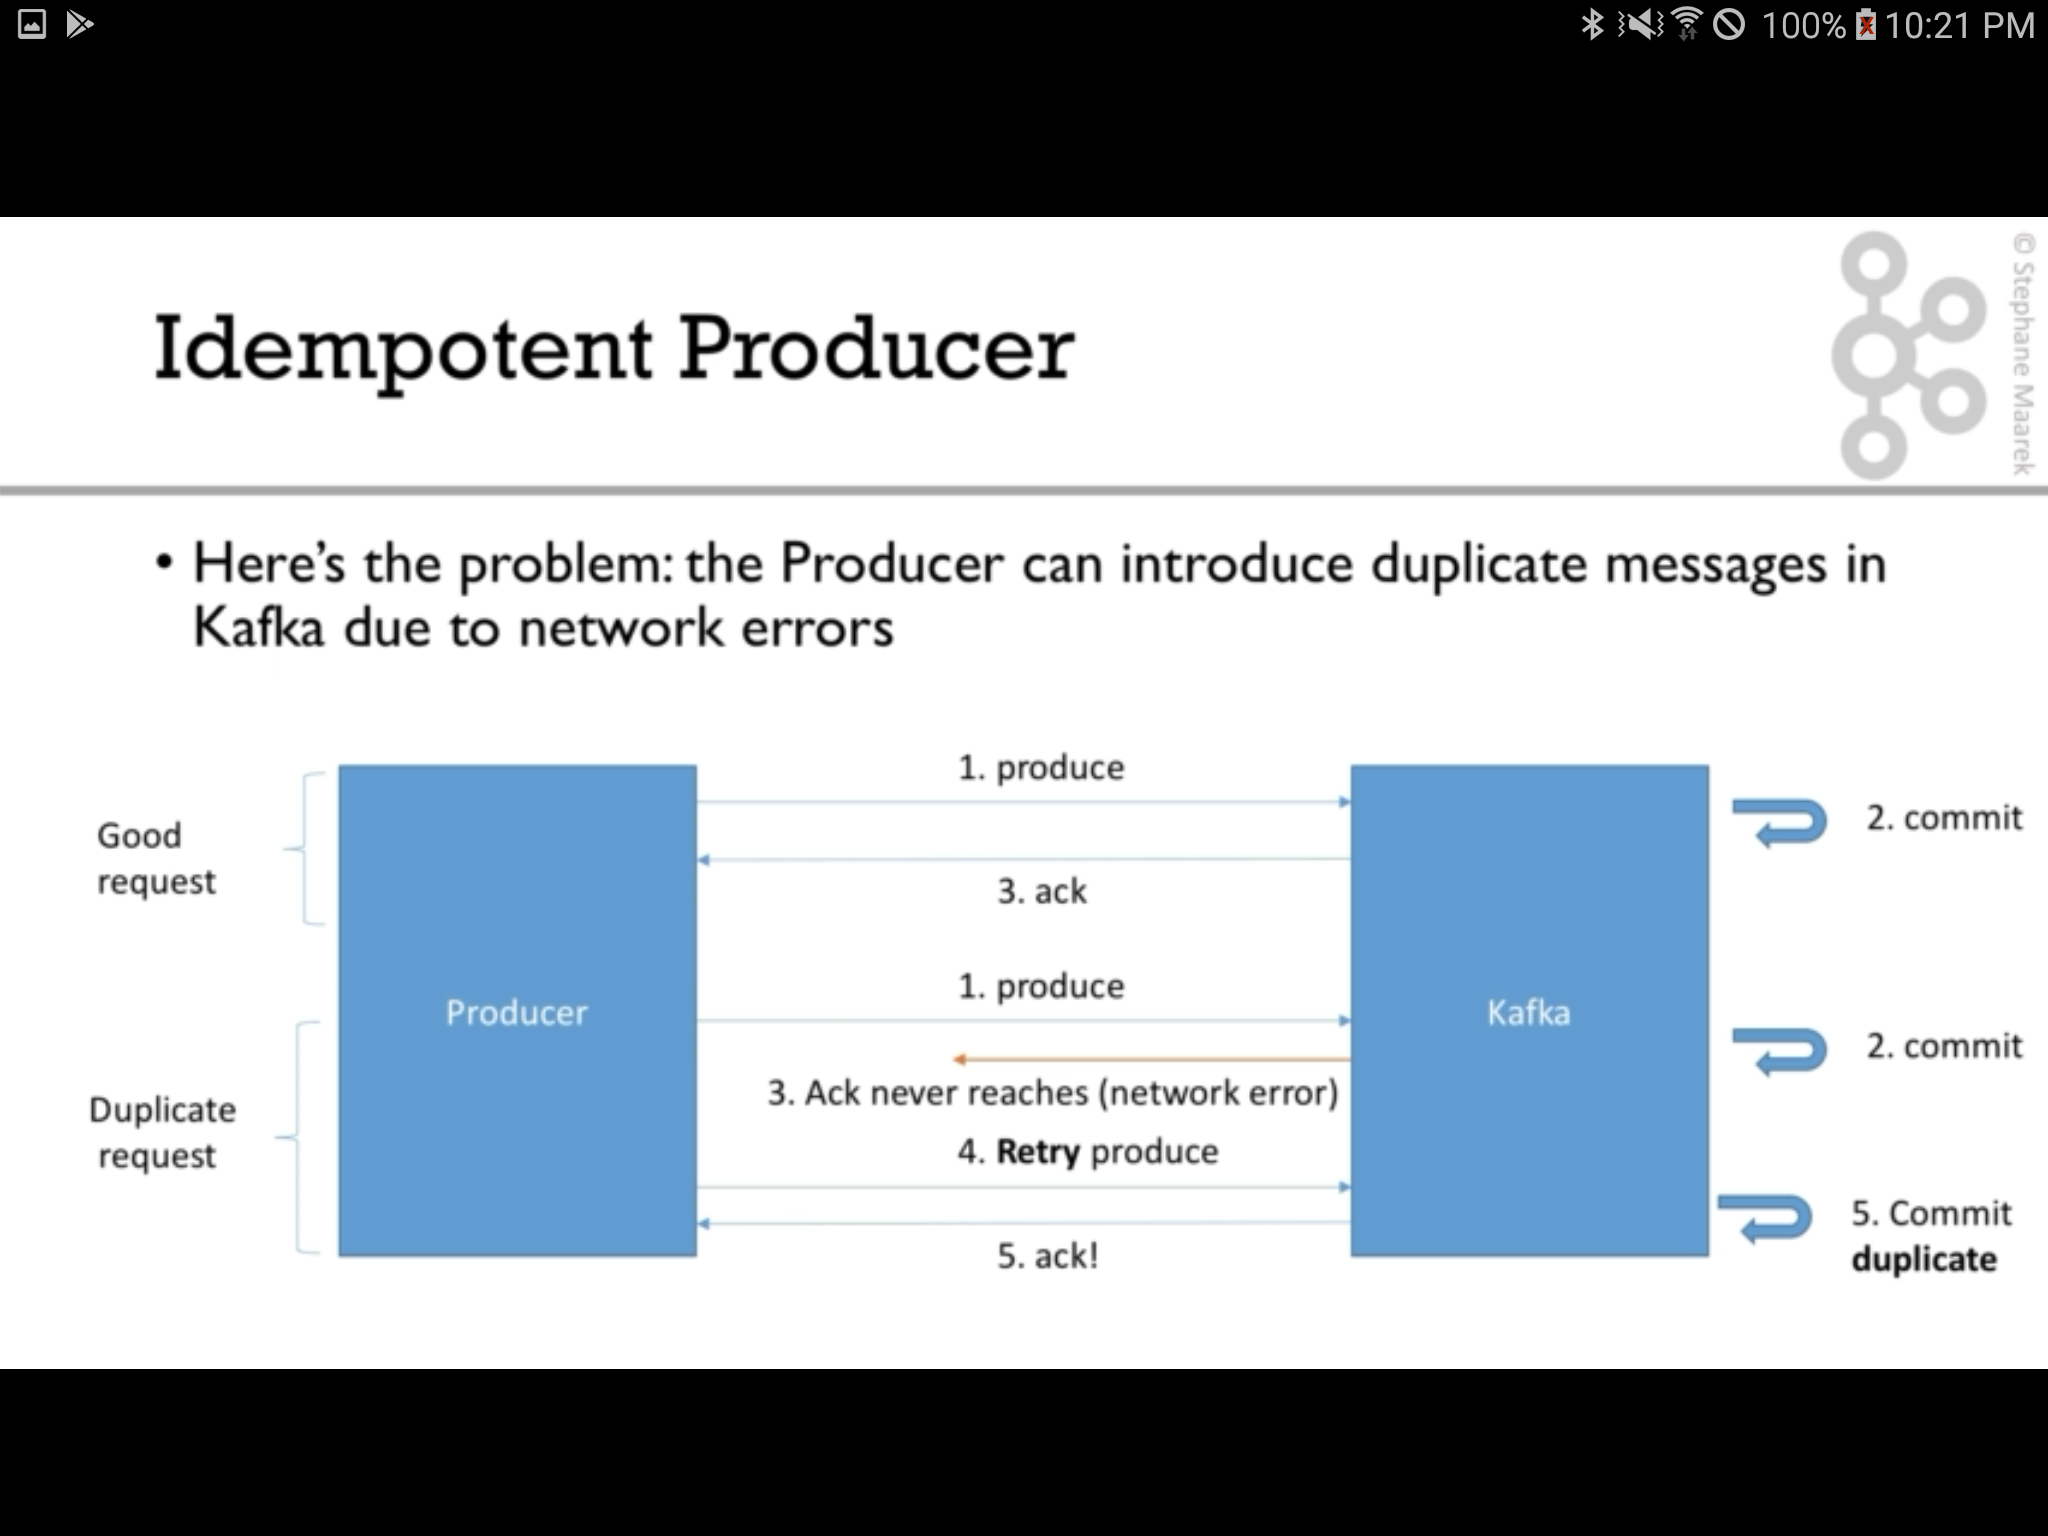 100% 10:21 PM
Idempotent Producer
© Stephane Maarek
• Here's the problem: the Producer can introduce duplicate messages in
Kafka due to network errors
Good
request
Producer
1. produce
3. ack
Kafka
2. commit
Duplicate
request
1. produce
3. Ack never reaches (network error)
2. commit
4. Retry produce
5. ack!
5. Commit
duplicate